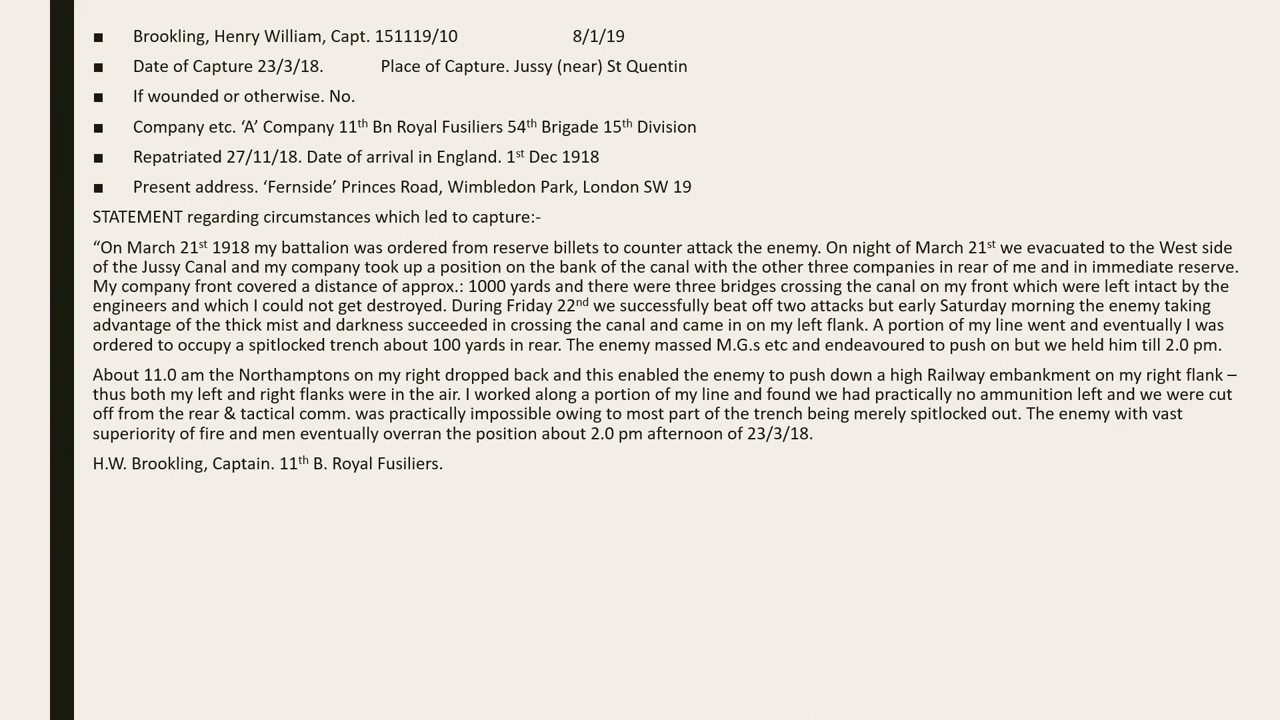 ■ Brookling, Henry William, Capt. 151119/10 8/1/19
■ Date of Capture 23/3/18. Place of Capture. Jussy (near) St Quentin
■ If wounded or otherwise. No.
■ Company etc. ‘A’ Company 11th Bn Royal Fusiliers 54th Brigade 15th Division
■ Repatriated 27/11/18. Date of arrival in England. 1st Dec 1918
■ Present address. ‘Fernside’ Princes Road, Wimbledon Park, London SW 19
STATEMENT regarding circumstances which led to capture:-
“On March 21st 1918 my battalion was ordered from reserve billets to counter attack the enemy. On night of March 21st we evacuated to the West side
of the Jussy Canal and my company took up a position on the bank of the canal with the other three companies in rear of me and in immediate reserve.
My company front covered a distance of approx.: 1000 yards and there were three bridges crossing the canal on my front which were left intact by the
engineers and which I could not get destroyed. During Friday 22nd we successfully beat off two attacks but early Saturday morning the enemy taking
advantage of the thick mist and darkness succeeded in crossing the canal and came in on my left flank. A portion of my line went and eventually I was
ordered to occupy a spitlocked trench about 100 yards in rear. The enemy massed M.G.s etc and endeavoured to push on but we held him till 2.0 pm.
About 11.0 am the Northamptons on my right dropped back and this enabled the enemy to push down a high Railway embankment on my right flank –
thus both my left and right flanks were in the air. I worked along a portion of my line and found we had practically no ammunition left and we were cut
off from the rear & tactical comm. was practically impossible owing to most part of the trench being merely spitlocked out. The enemy with vast
superiority of fire and men eventually overran the position about 2.0 pm afternoon of 23/3/18.
H.W. Brookling, Captain. 11th B. Royal Fusiliers.